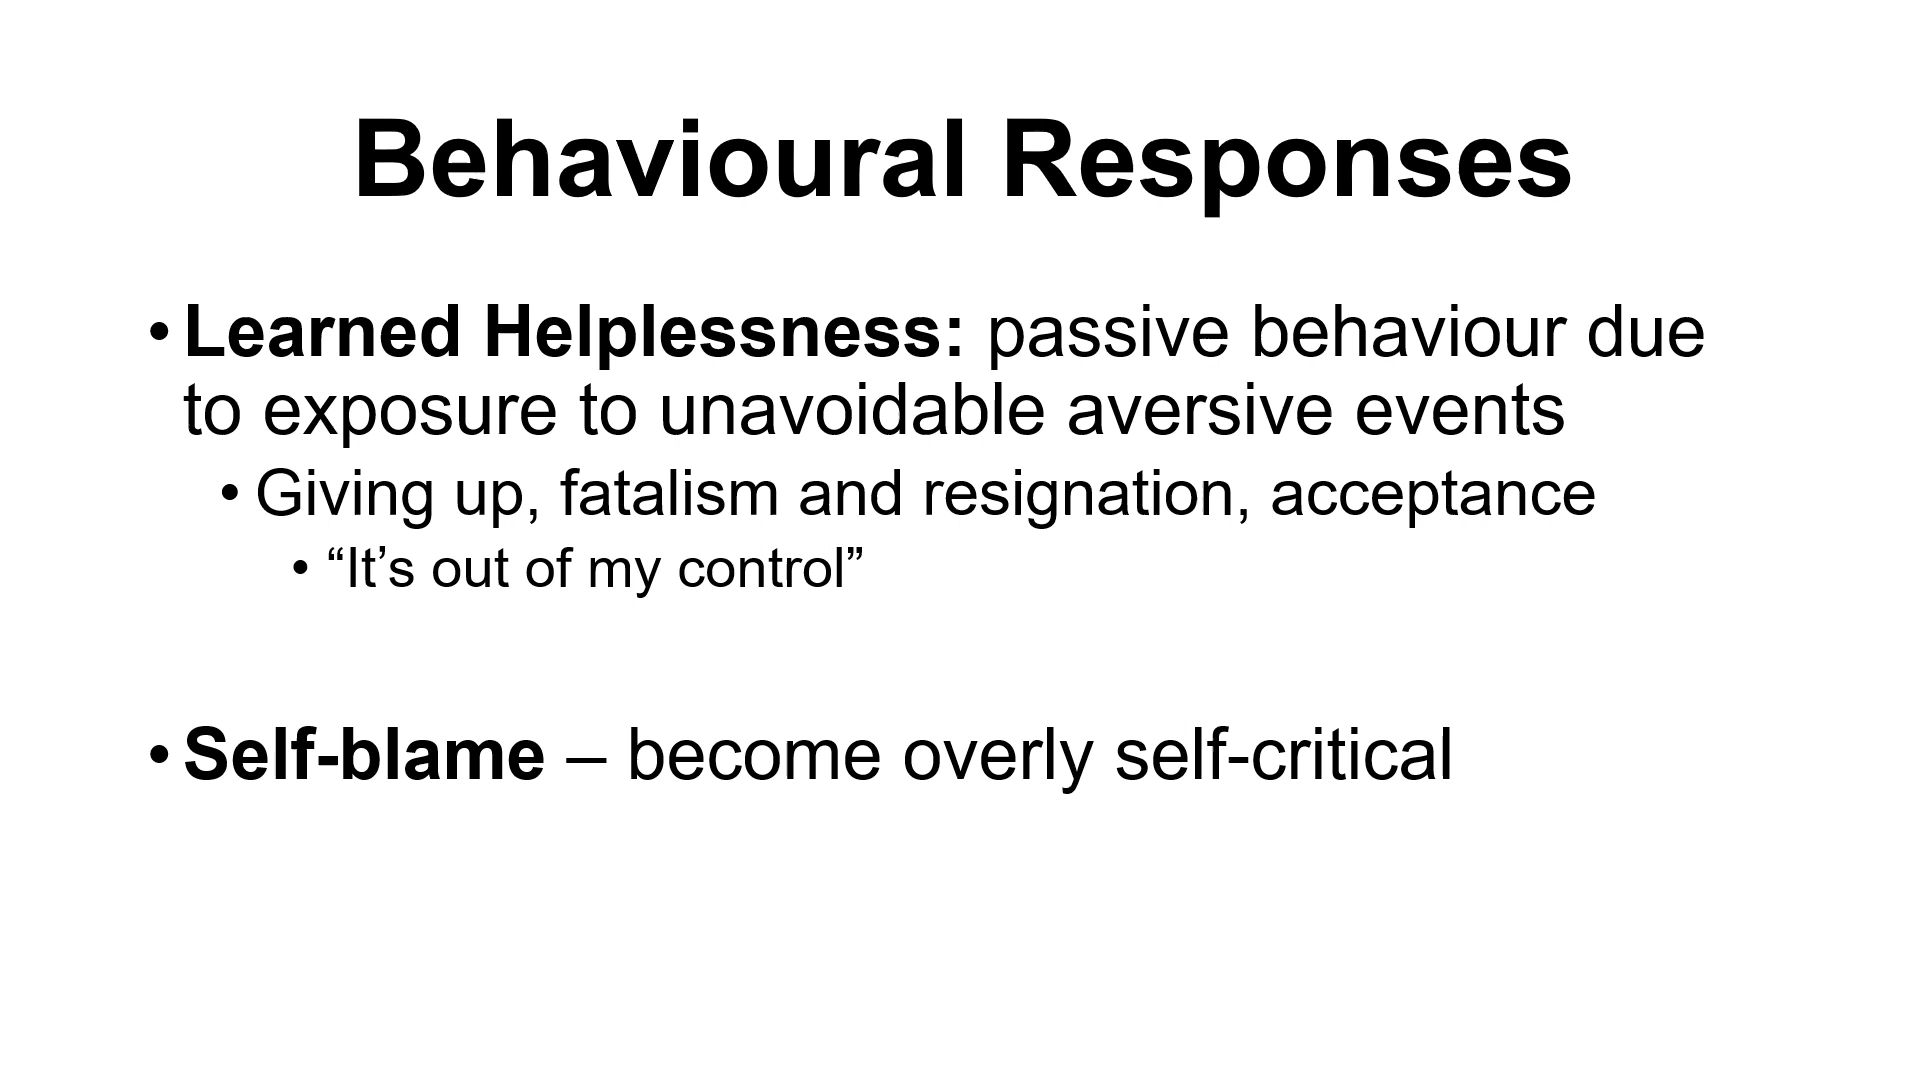 Behavioural Responses
• Learned Helplessness: passive behaviour due
to exposure to unavoidable aversive events
• Giving up, fatalism and resignation, acceptance
• “It’s out of my control”
• Self-blame – become overly self-critical